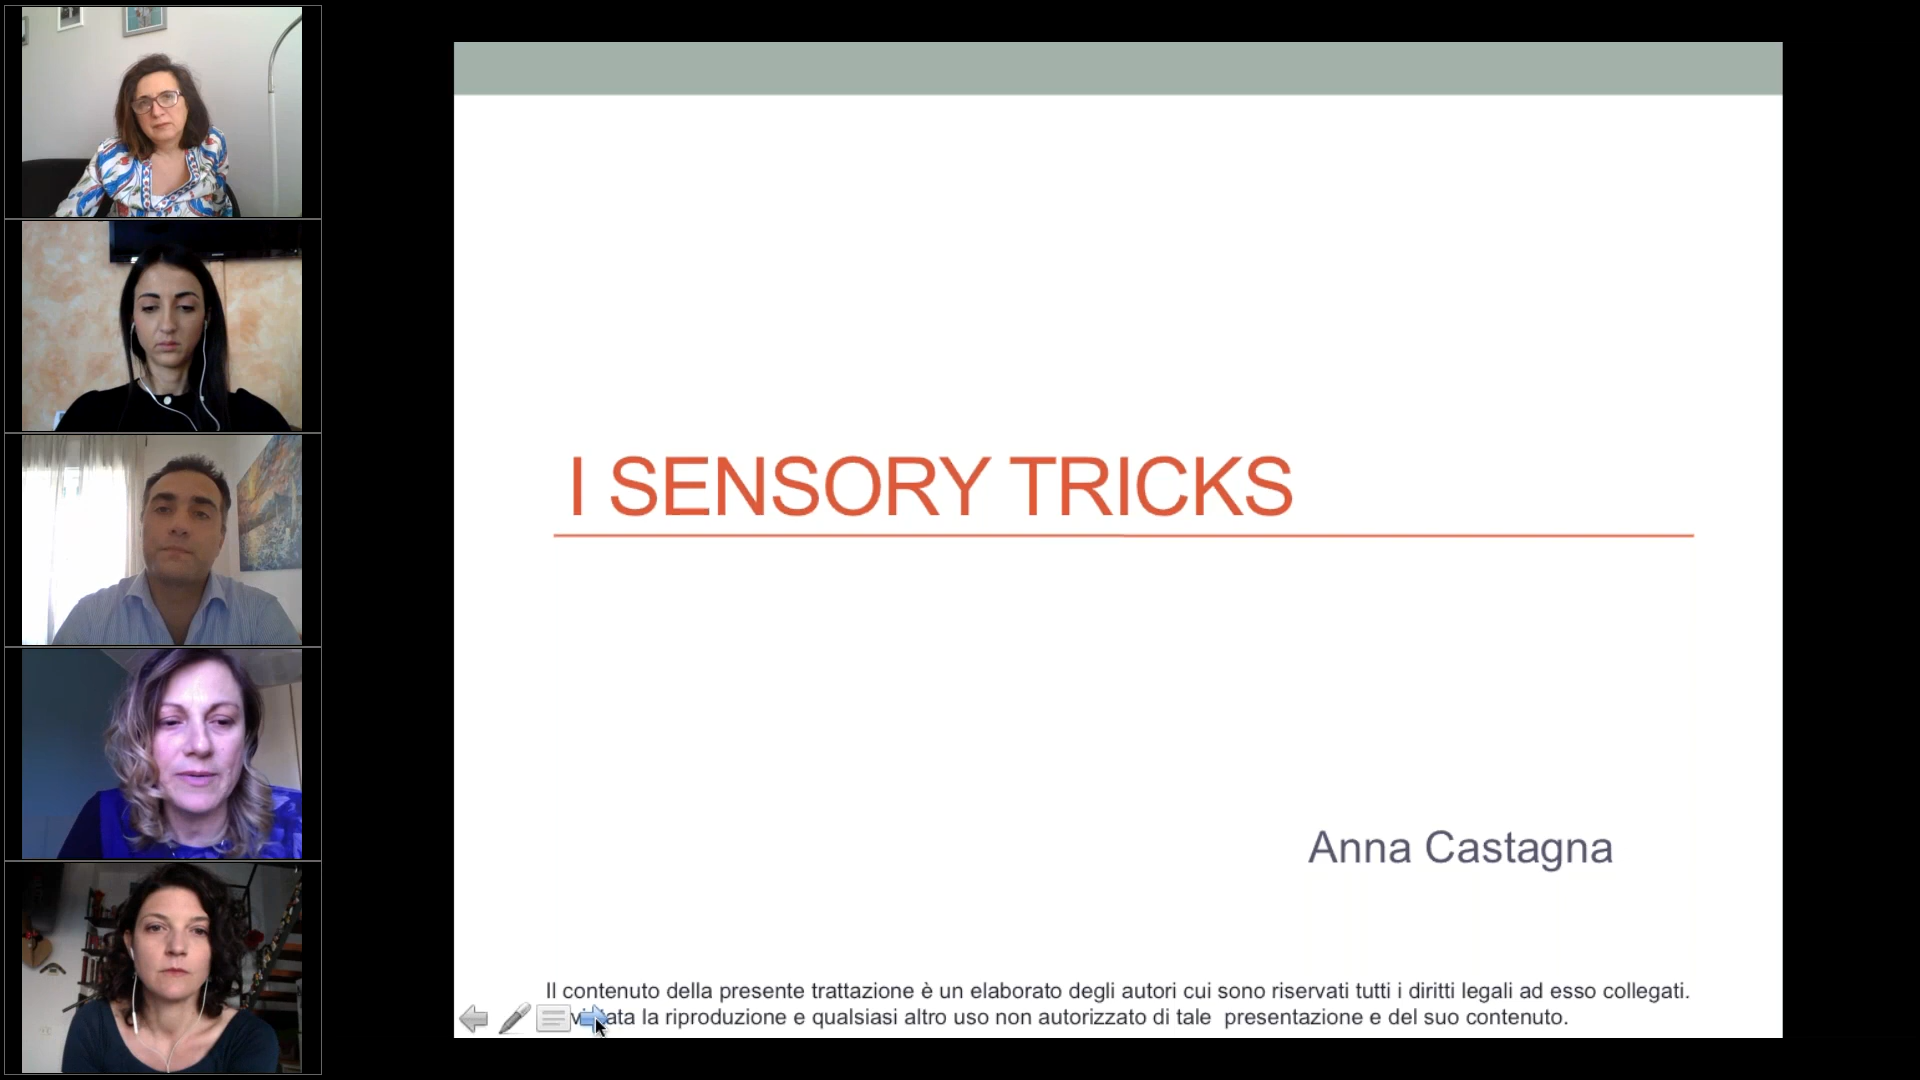 I SENSORY TRICKS
Anna Castagna
Il contenuto della presente trattazione è un elaborato degli autori cui sono riservati tutti i diritti legali ad esso collegati.
la riproduzione e qualsiasi altro uso non autorizzato di tale presentazione e del suo contenuto.